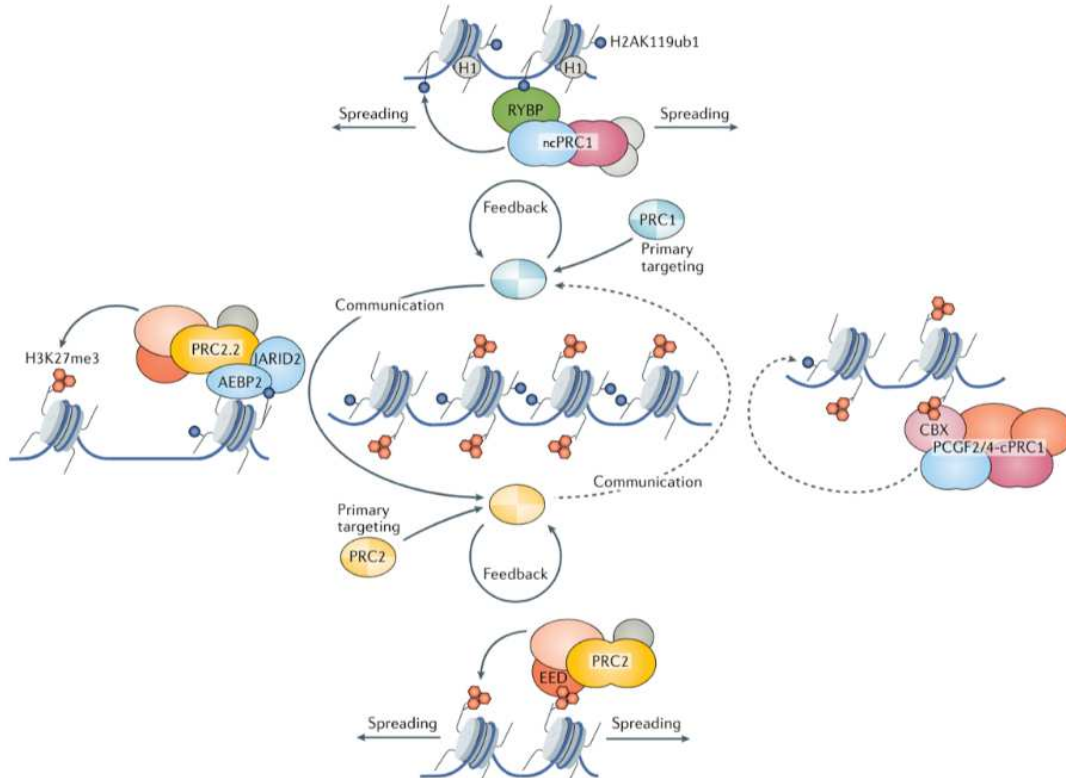 H2AK119ub1
H1
H1
RYBP
Spreading
Spreading
ncPRC1
Feedback
PRC1
Primary
targeting
Communication
H3K27me3
PRC2.2
JARID2
AEBP2
CBX
PCGF2/4-cPRC1
Communication
Primary
targeting
PRC2
Feedback
PRC2
EED
Spreading
Spreading